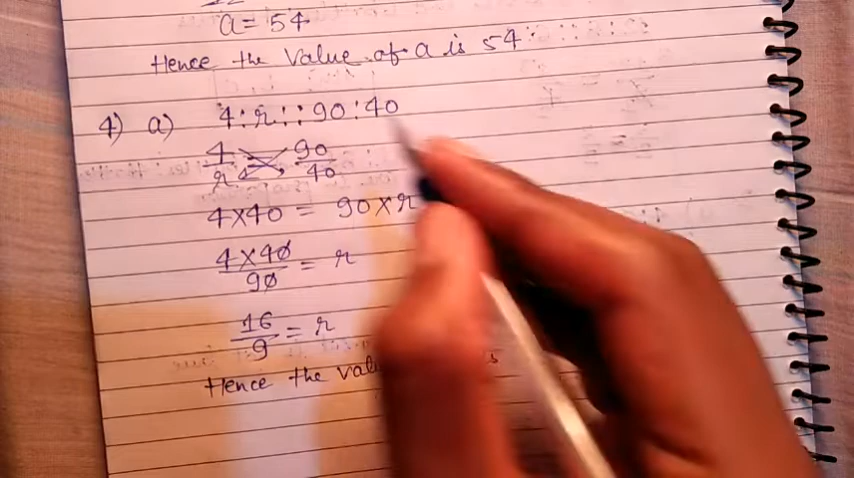 a = 54
Hence the value of a is 54
4) a) 4 : r :: 90 : 40
4/r = 90/40
4 × 40 = 90 × r
4 × 40/90 = r
16/9 = r
Hence the